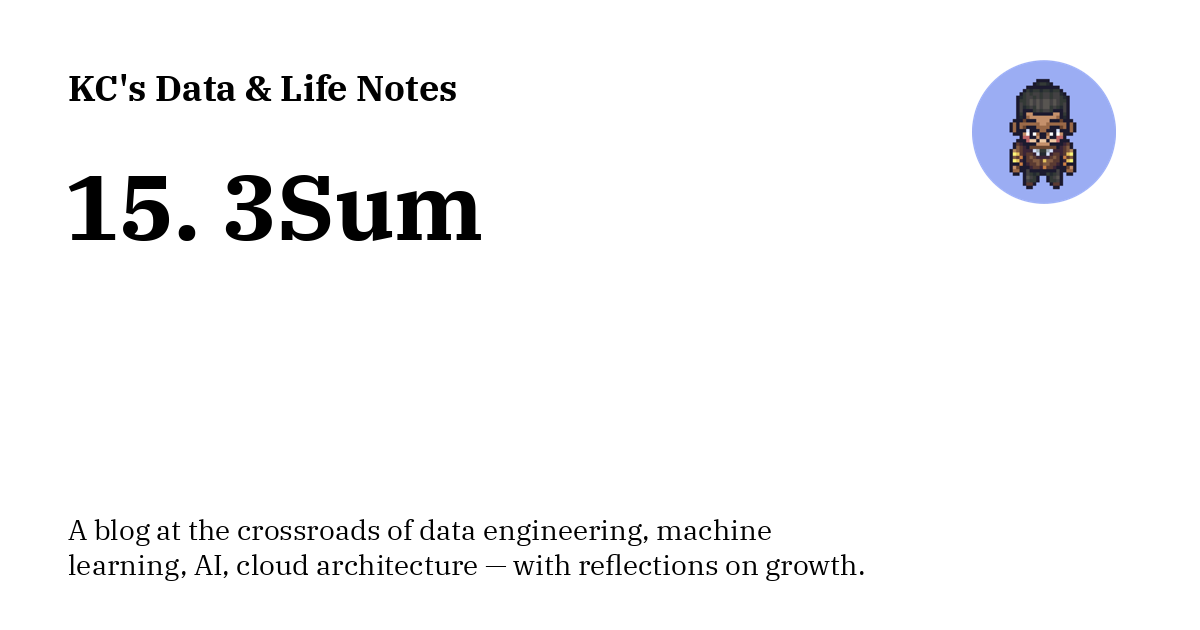 KC's Data & Life Notes
15. 3Sum
A blog at the crossroads of data engineering, machine
learning, AI, cloud architecture — with reflections on growth.